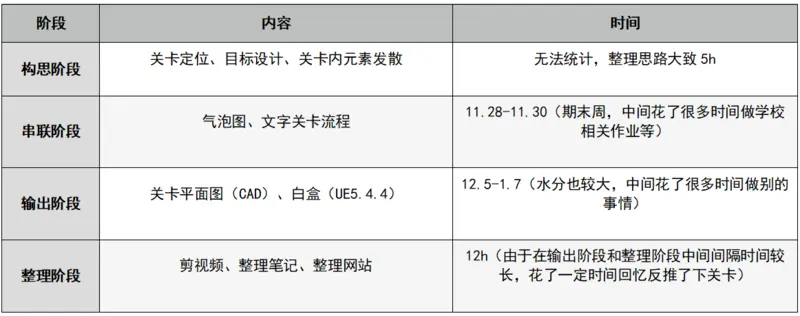 阶段 内容 时间
构思阶段 关卡定位、目标设计、关卡内元素发散 无法统计，整理思路大致 5h
串联阶段 气泡图、文字关卡流程 11.28-11.30（期末周，中间花了很多时间做学校
相关作业等）
输出阶段 关卡平面图（CAD）、白盒（UE5.4.4） 12.5-1.7（水分也较大，中间花了很多时间做别的
事情）
整理阶段 剪视频、整理笔记、整理网站 12h（由于在输出阶段和整理阶段中间间隔时间较
长，花了一定时间回忆反推了下关卡）